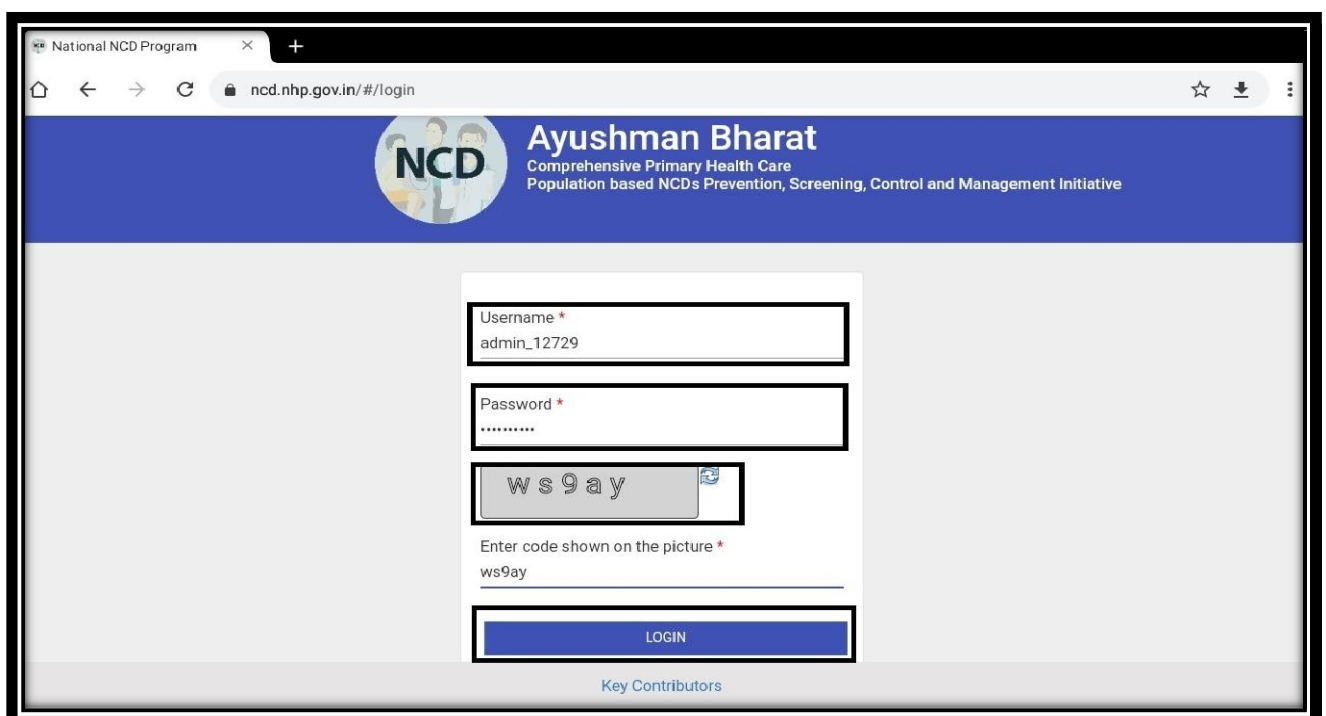 National NCD Program
ncd.nhp.gov.in/#/login
NCD
Ayushman Bharat
Comprehensive Primary Health Care
Population based NCDs Prevention, Screening, Control and Management Initiative
Username *
admin_12729
Password *
••••••••••
ws9ay
Enter code shown on the picture *
ws9ay
LOGIN
Key Contributors